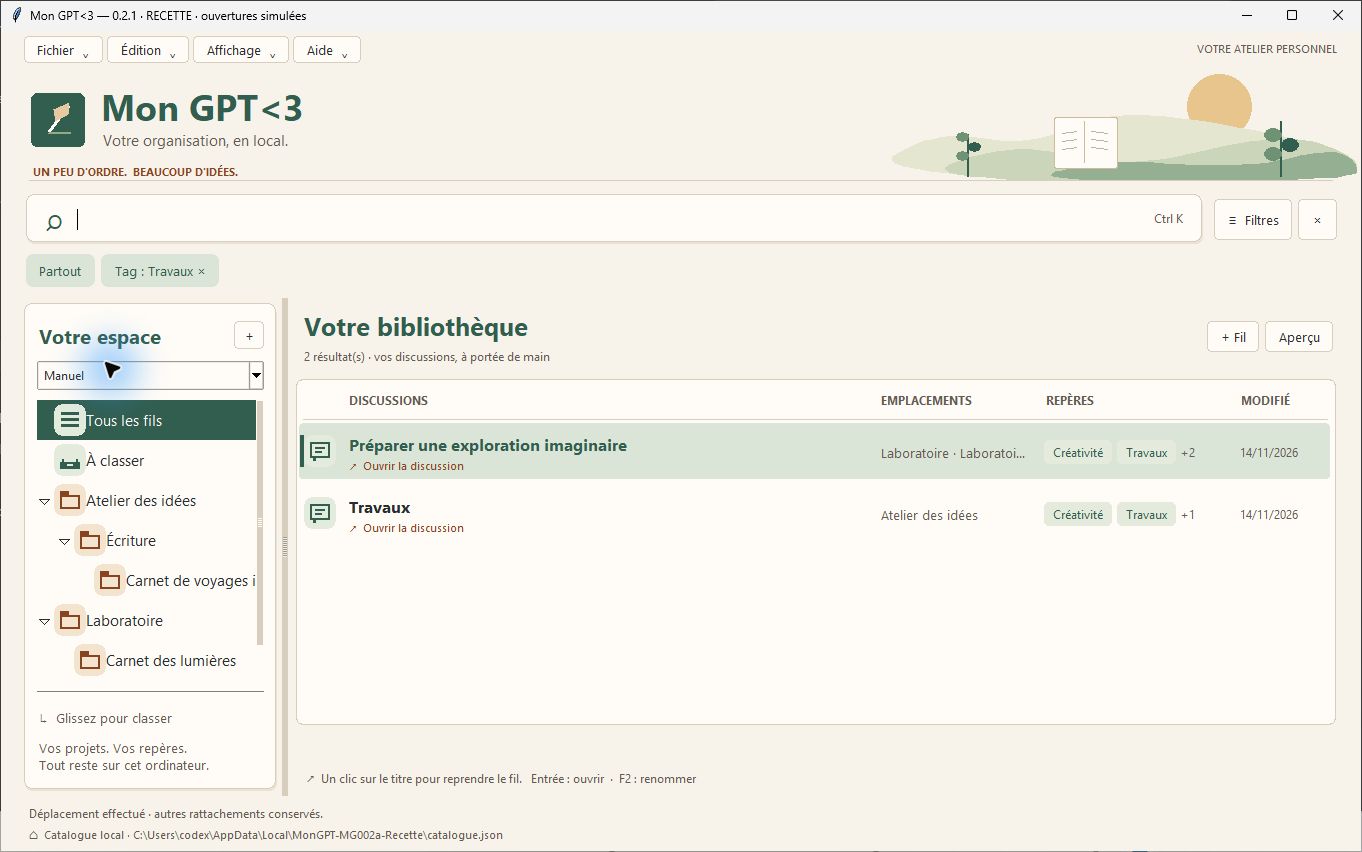 Mon GPT<3 — 0.2.1 · RECETTE · ouvertures simulées
Fichier Édition Affichage Aide
VOTRE ATELIER PERSONNEL
Mon GPT<3
Votre organisation, en local.
UN PEU D'ORDRE. BEAUCOUP D'IDÉES.
Ctrl K
Filtres ×
Partout Tag : Travaux ×
Votre espace +
Manuel
Tous les fils
À classer
Atelier des idées
Écriture
Carnet de voyages i
Laboratoire
Carnet des lumières
Glissez pour classer
Vos projets. Vos repères.
Tout reste sur cet ordinateur.
Votre bibliothèque
2 résultat(s) · vos discussions, à portée de main
+ Fil Aperçu
DISCUSSIONS EMPLACEMENTS REPÈRES MODIFIÉ
Préparer une exploration imaginaire
↗ Ouvrir la discussion
Laboratoire · Laboratoi... Créativité Travaux +2 14/11/2026
Travaux
↗ Ouvrir la discussion
Atelier des idées Créativité Travaux +1 14/11/2026
↗ Un clic sur le titre pour reprendre le fil. Entrée : ouvrir · F2 : renommer
Déplacement effectué · autres rattachements conservés.
Catalogue local · C:\Users\codex\AppData\Local\MonGPT-MG002a-Recette\catalogue.json